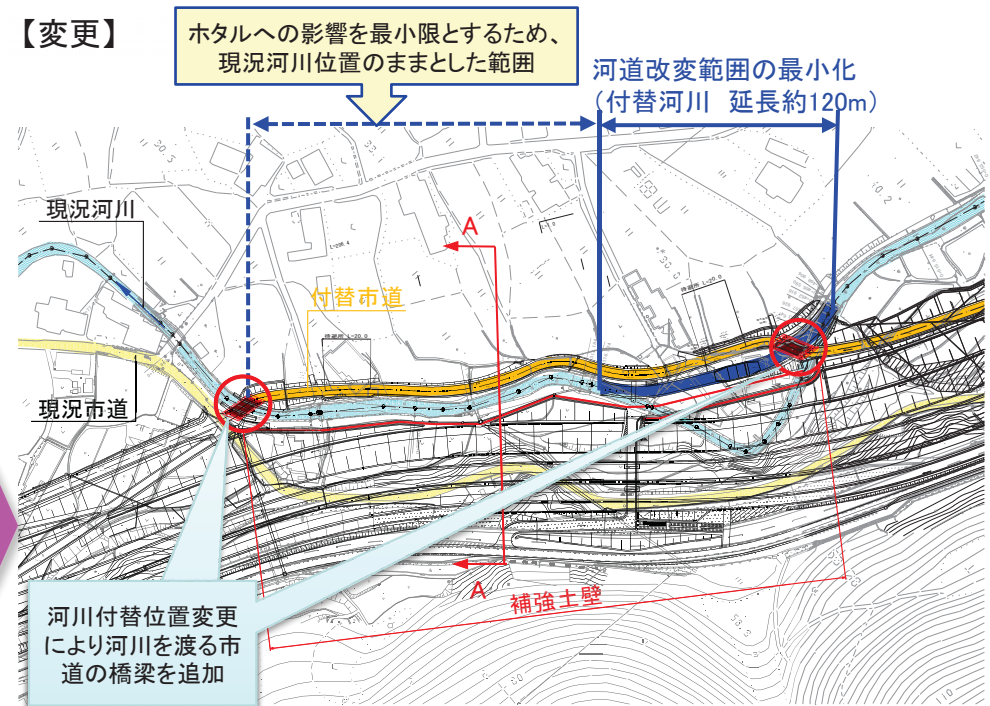 【変更】
ホタルへの影響を最小限とするため、
現況河川位置のままとした範囲
河道改変範囲の最小化
（付替河川　延長約120m）
現況河川
A
付替市道
現況市道
A
補強土壁
河川付替位置変更
により河川を渡る市
道の橋梁を追加